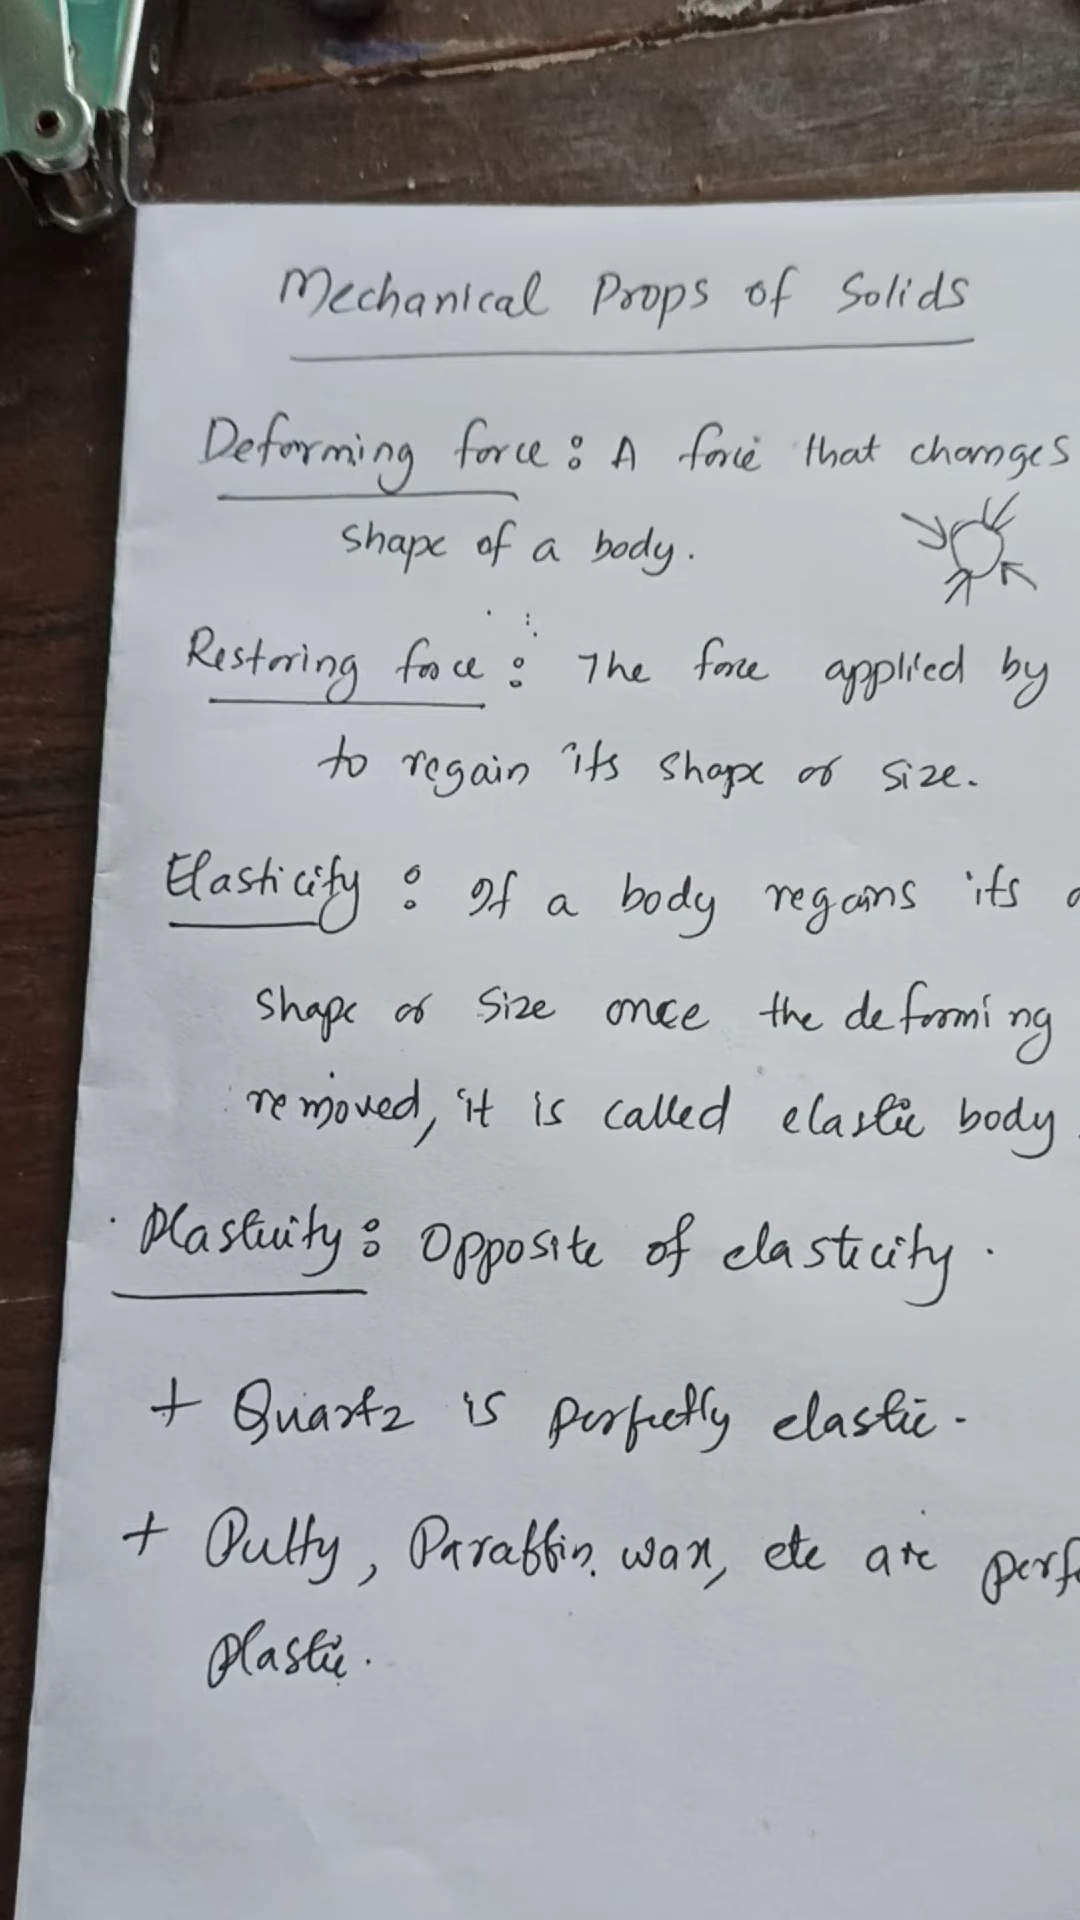 Mechanical Props of Solids
Deforming force : A force that changes
shape of a body.
Restoring force : The force applied by
to regain its shape or size.
Elasticity : If a body regains its
shape or size once the deforming
removed, it is called elastic body.
Plasticity : Opposite of elasticity.
+ Quartz is perfectly elastic.
+ Putty, Paraffin wax, etc are perf
plastic.